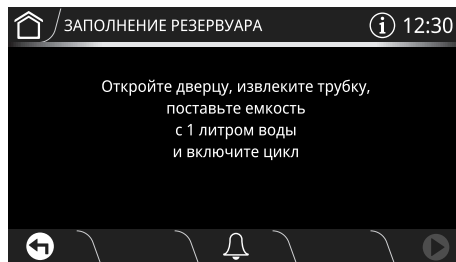 ЗАПОЛНЕНИЕ РЕЗЕРВУАРА
12:30
Откройте дверцу, извлеките трубку,
поставьте емкость
с 1 литром воды
и включите цикл